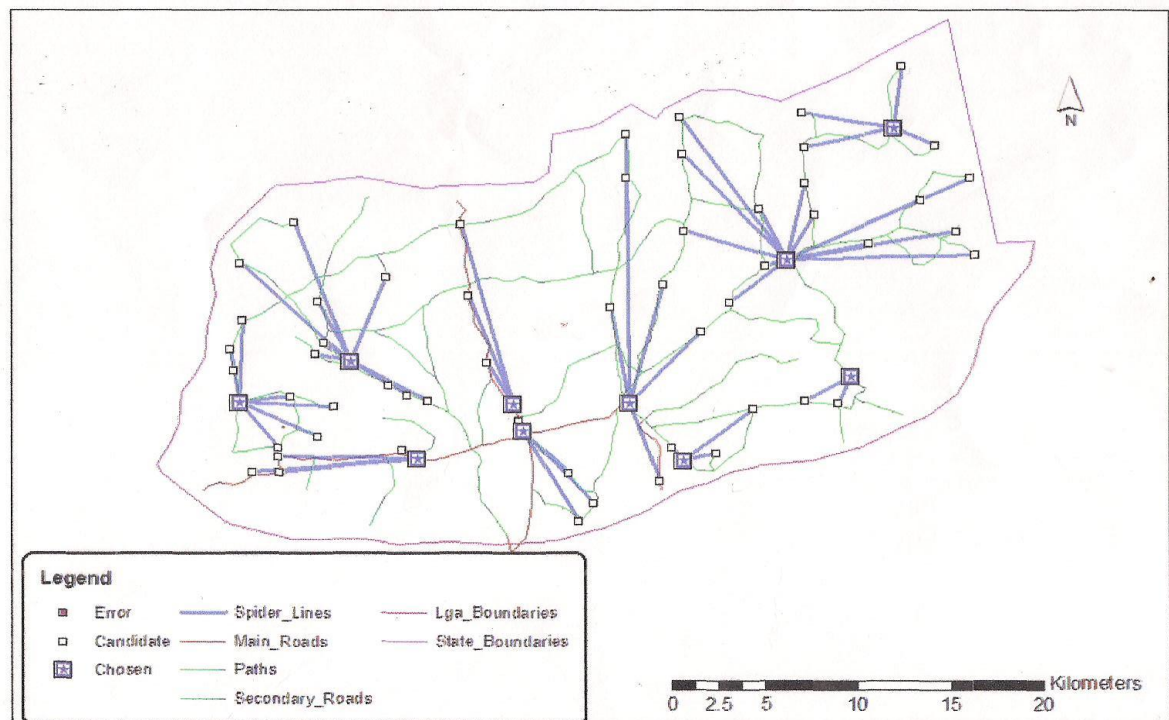 N
Legend
Error
Spider_Lines
Lga_Boundaries
Candidate
Main_Roads
State_Boundaries
Chosen
Paths
Secondary_Roads
Kilometers
0 2.5 5 10 15 20